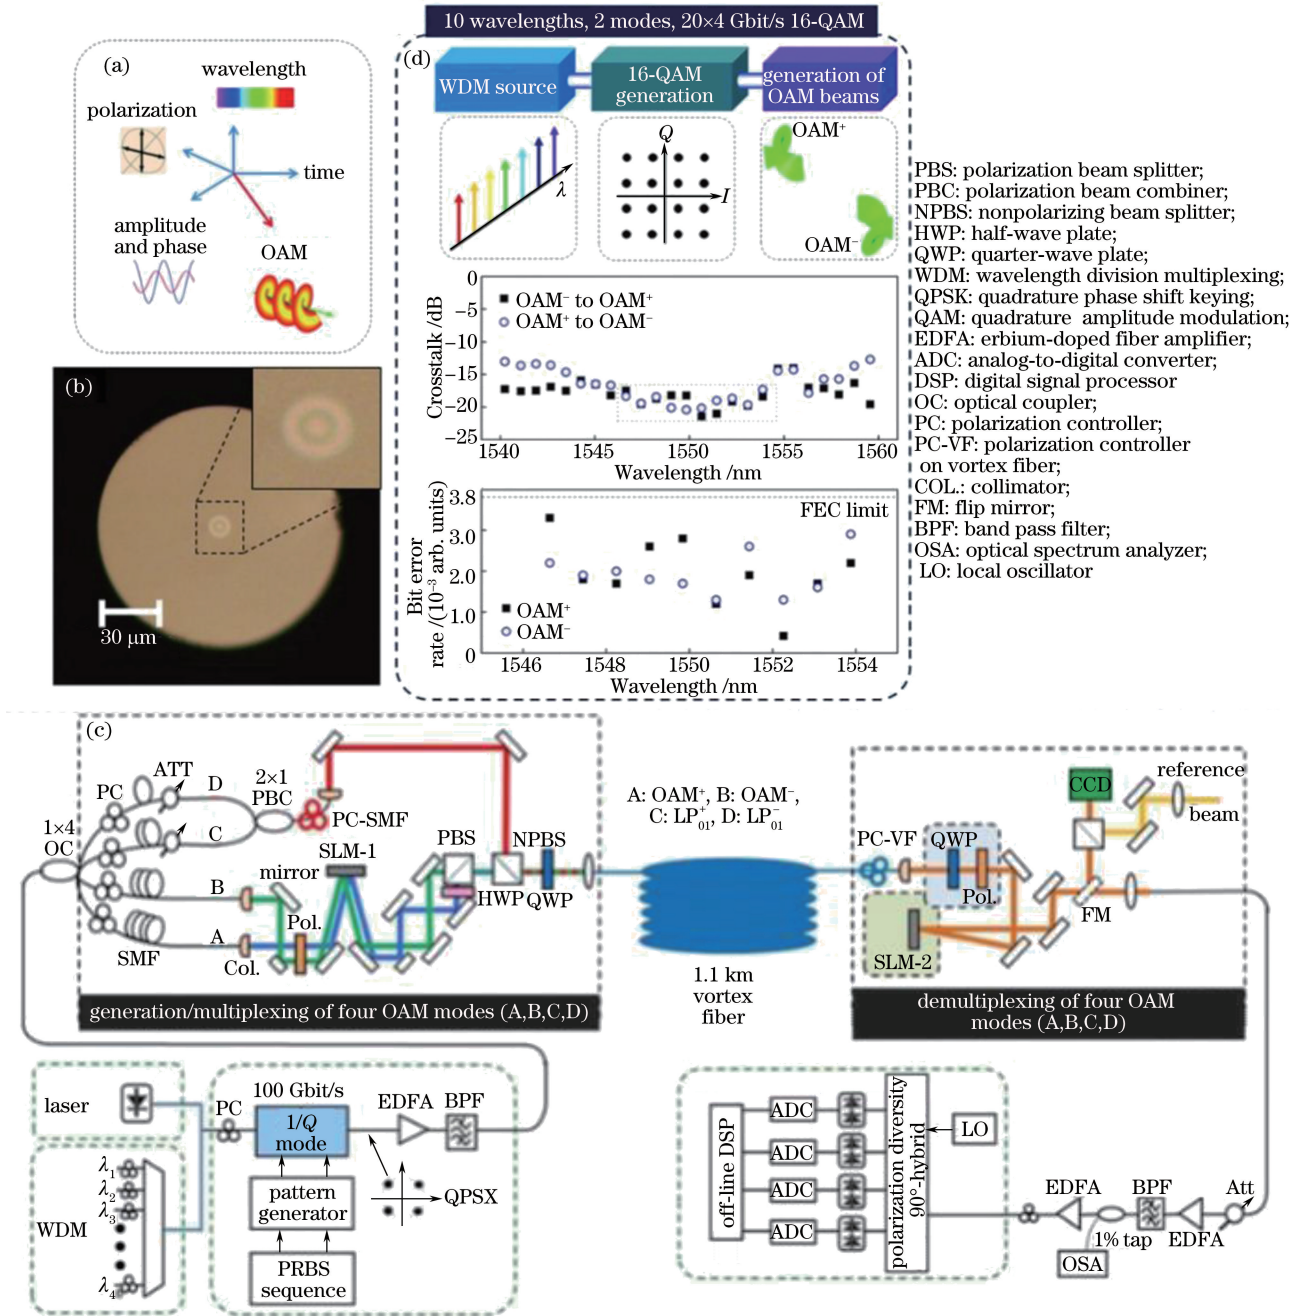 10 wavelengths, 2 modes, 20×4 Gbit/s 16-QAM
(a)
wavelength
polarization
time
amplitude
and phase
OAM
(b)
30 μm
(d)
WDM source
16-QAM
generation
generation of
OAM beams
λ
Q
I
OAM⁺
OAM⁻
0
−5
−10
−15
−20
−25
Crosstalk /dB
OAM⁻ to OAM⁺
OAM⁺ to OAM⁻
1540
1545
1550
1555
1560
Wavelength /nm
3.8
3.0
2.0
1.0
0
Bit error
rate /(10⁻³ arb. units)
FEC limit
OAM⁺
OAM⁻
1546
1548
1550
1552
1554
Wavelength /nm
PBS: polarization beam splitter;
PBC: polarization beam combiner;
NPBS: nonpolarizing beam splitter;
HWP: half-wave plate;
QWP: quarter-wave plate;
WDM: wavelength division multiplexing;
QPSK: quadrature phase shift keying;
QAM: quadrature amplitude modulation;
EDFA: erbium-doped fiber amplifier;
ADC: analog-to-digital converter;
DSP: digital signal processor
OC: optical coupler;
PC: polarization controller;
PC-VF: polarization controller
on vortex fiber;
COL.: collimator;
FM: flip mirror;
BPF: band pass filter;
OSA: optical spectrum analyzer;
LO: local oscillator
(c)
1×4
OC
PC
ATT
D
C
B
A
2×1
PBC
PC-SMF
SLM-1
mirror
Pol.
Col.
SMF
PBS
NPBS
HWP
QWP
generation/multiplexing of four OAM modes (A,B,C,D)
A: OAM⁺, B: OAM⁻,
C: LP₀₁⁺, D: LP₀₁⁻
1.1 km
vortex
fiber
PC-VF
QWP
Pol.
SLM-2
CCD
reference
beam
FM
demultiplexing of four OAM
modes (A,B,C,D)
laser
WDM
λ₁
λ₂
λ₃
λ₄
PC
100 Gbit/s
1/Q
mode
EDFA
BPF
pattern
generator
QPSX
PRBS
sequence
off-line DSP
ADC
ADC
ADC
ADC
polarization diversity
90°-hybrid
LO
EDFA
BPF
Att
1% tap
EDFA
OSA